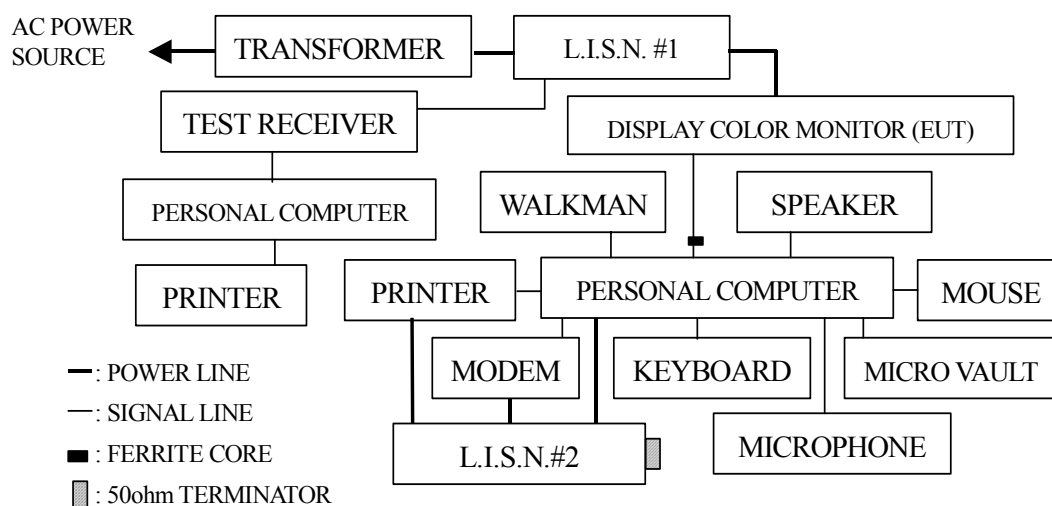 AC POWER
SOURCE
TRANSFORMER
L.I.S.N. #1
TEST RECEIVER
DISPLAY COLOR MONITOR (EUT)
PERSONAL COMPUTER
WALKMAN
SPEAKER
PRINTER
PRINTER
PERSONAL COMPUTER
MOUSE
MODEM
KEYBOARD
MICRO VAULT
MICROPHONE
L.I.S.N.#2
: POWER LINE
: SIGNAL LINE
: FERRITE CORE
: 50ohm TERMINATOR